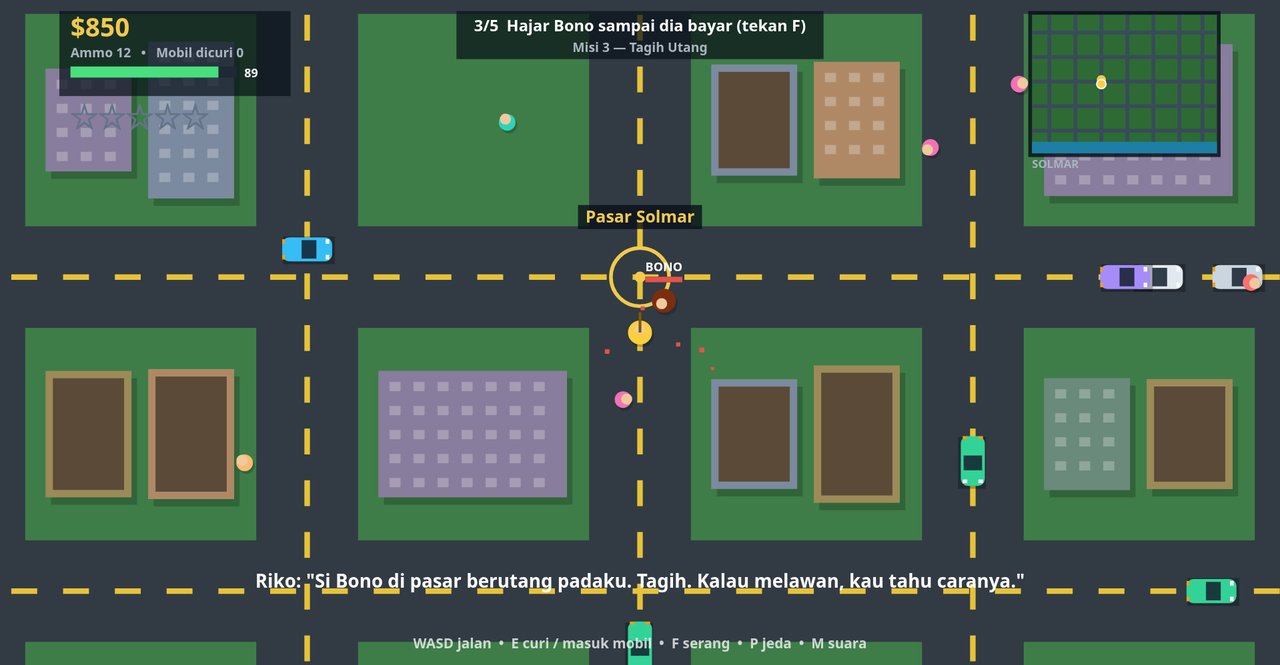 $850
Ammo 12 • Mobil dicuri 0
89
3/5 Hajar Bono sampai dia bayar (tekan F)
Misi 3 — Tagih Utang
SOLMAR
Pasar Solmar
BONO
Riko: "Si Bono di pasar berutang padaku. Tagih. Kalau melawan, kau tahu caranya."
WASD jalan • E curi / masuk mobil • F serang • P jeda • M suara